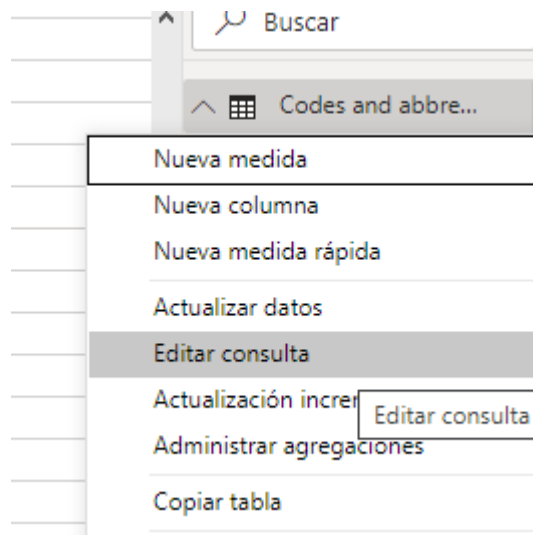 Buscar
Codes and abbre...
Nueva medida
Nueva columna
Nueva medida rápida
Actualizar datos
Editar consulta
Actualización
Editar consulta
Administrar agregaciones
Copiar tabla